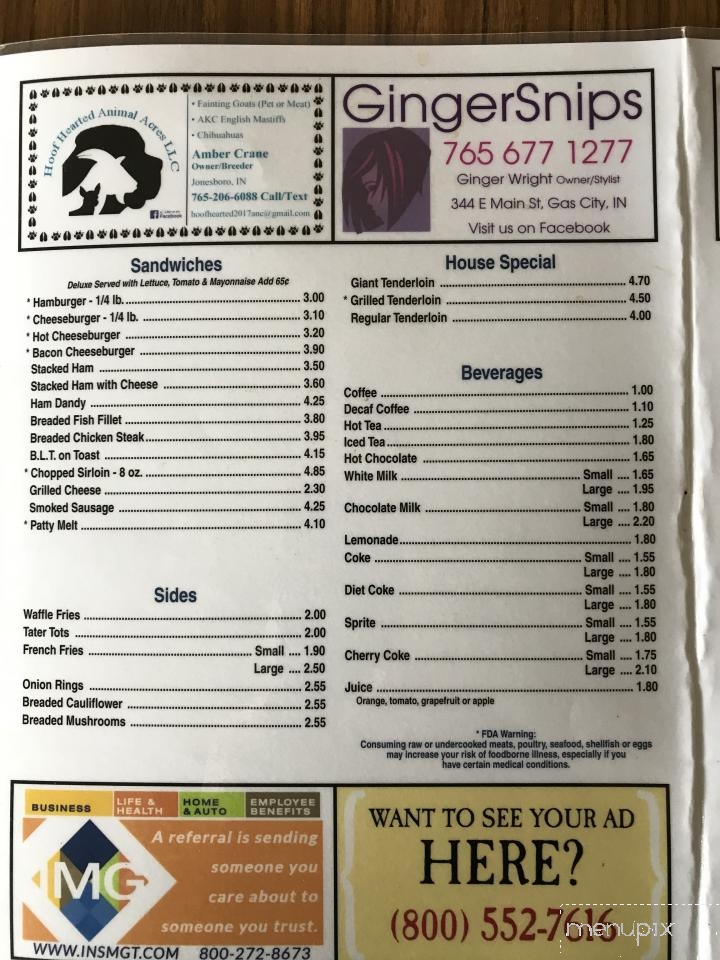 Hoof Hearted Animal Acres LLC
• Fainting Goats (Pet or Meat)
• AKC English Mastiffs
• Chihuahuas
Amber Crane
Owner/Breeder
Jonesboro, IN
765-206-6088 Call/Text
hoofhearted2017anc@gmail.com
Facebook
GingerSnips
765 677 1277
Ginger Wright Owner/Stylist
344 E Main St, Gas City, IN
Visit us on Facebook
Sandwiches
Deluxe Served with Lettuce, Tomato & Mayonnaise Add 65¢
* Hamburger - 1/4 lb. 3.00
* Cheeseburger - 1/4 lb. 3.10
* Hot Cheeseburger 3.20
* Bacon Cheeseburger 3.90
Stacked Ham 3.50
Stacked Ham with Cheese 3.60
Ham Dandy 4.25
Breaded Fish Fillet 3.80
Breaded Chicken Steak 3.95
B.L.T. on Toast 4.15
* Chopped Sirloin - 8 oz. 4.85
Grilled Cheese 2.30
Smoked Sausage 4.25
* Patty Melt 4.10
Sides
Waffle Fries 2.00
Tater Tots 2.00
French Fries Small 1.90
Large 2.50
Onion Rings 2.55
Breaded Cauliflower 2.55
Breaded Mushrooms 2.55
House Special
Giant Tenderloin 4.70
* Grilled Tenderloin 4.50
Regular Tenderloin 4.00
Beverages
Coffee 1.00
Decaf Coffee 1.10
Hot Tea 1.25
Iced Tea 1.80
Hot Chocolate 1.65
White Milk Small 1.65
Large 1.95
Chocolate Milk Small 1.80
Large 2.20
Lemonade 1.80
Coke Small 1.55
Large 1.80
Diet Coke Small 1.55
Large 1.80
Sprite Small 1.55
Large 1.80
Cherry Coke Small 1.75
Large 2.10
Juice 1.80
Orange, tomato, grapefruit or apple
* FDA Warning:
Consuming raw or undercooked meats, poultry, seafood, shellfish or eggs
may increase your risk of foodborne illness, especially if you
have certain medical conditions.
BUSINESS
LIFE & HEALTH
HOME & AUTO
EMPLOYEE BENEFITS
IMG
A referral is sending
someone you
care about to
someone you trust.
WWW.INSMGT.COM 800-272-8673
WANT TO SEE YOUR AD
HERE?
(800) 552-7616
menupix